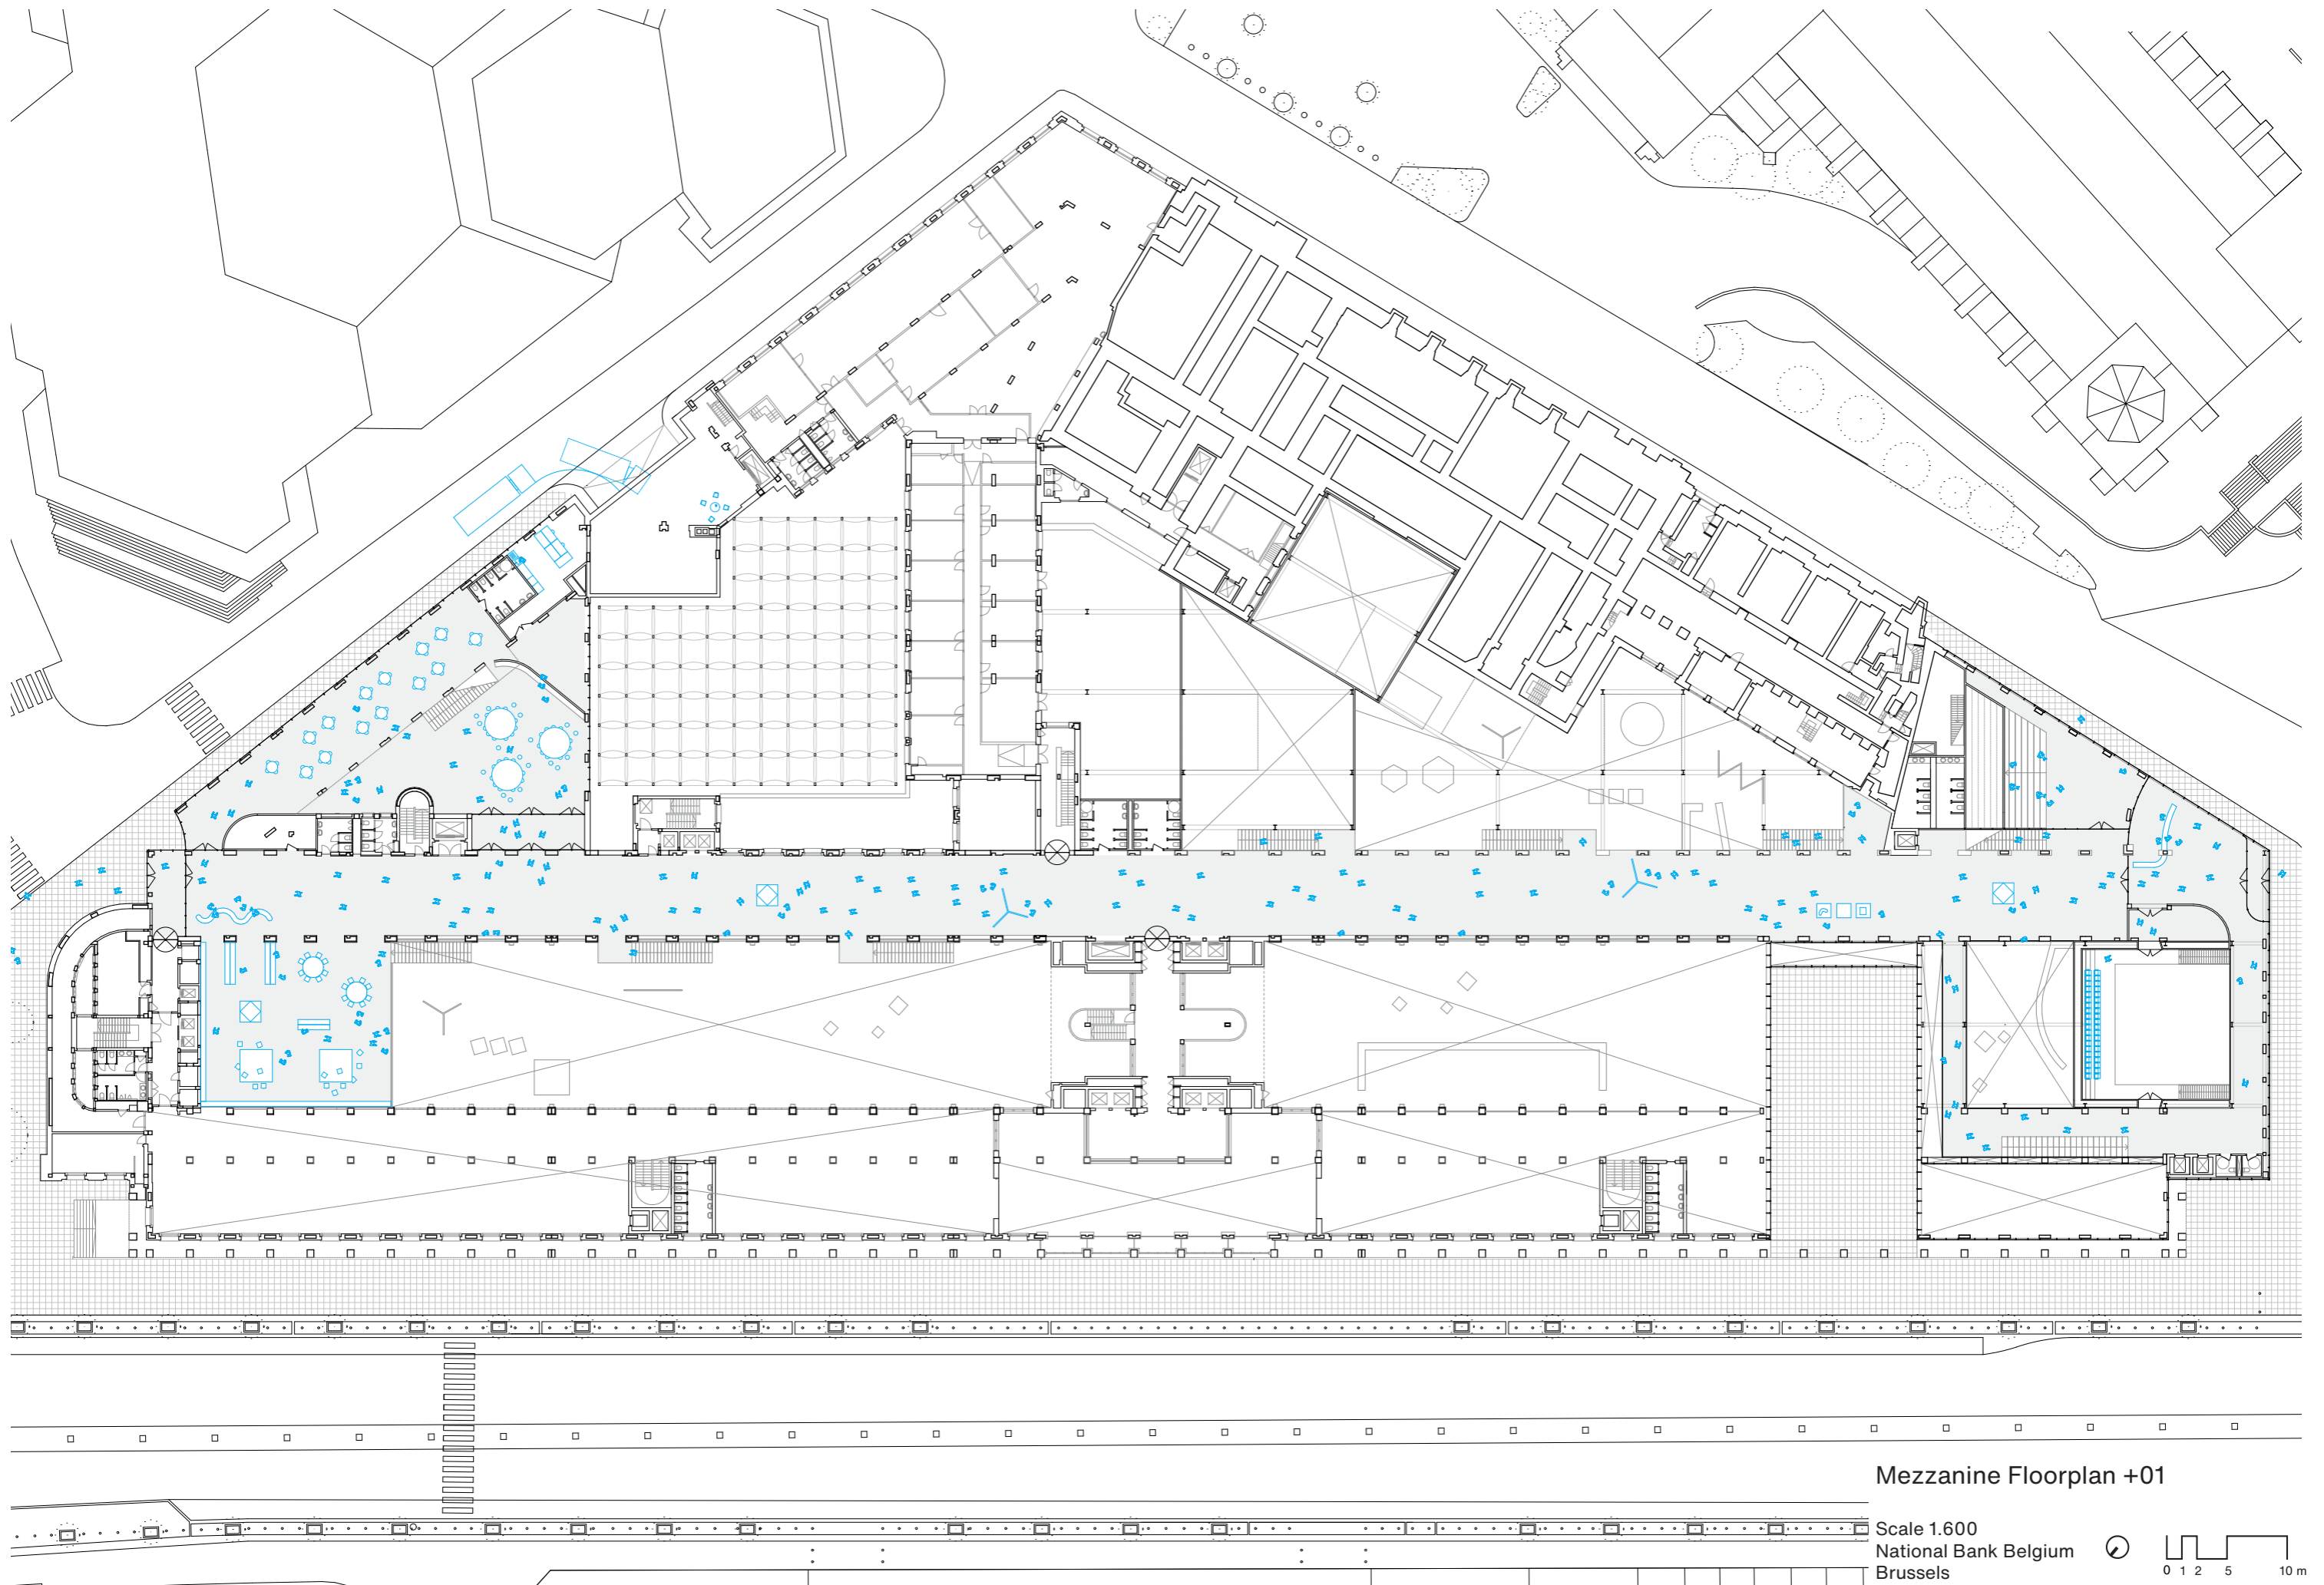 Mezzanine Floorplan +01
Scale 1.600
National Bank Belgium
Brussels
0 1 2 5 10 m